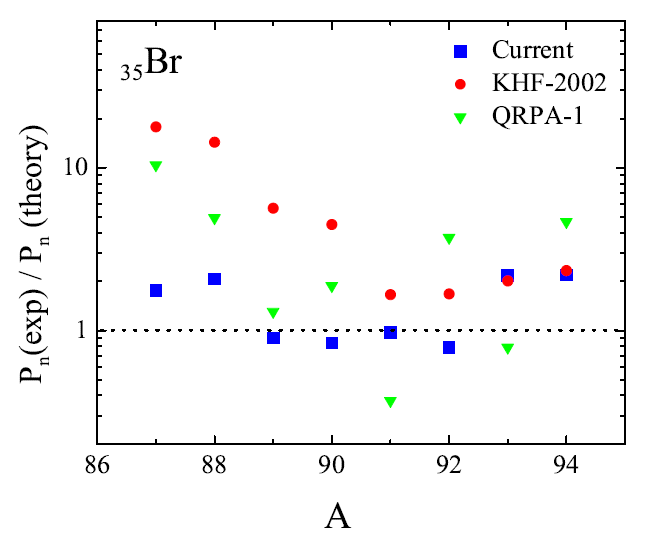 ₃₅Br
Current
KHF-2002
QRPA-1
Pₙ(exp) / Pₙ (theory)
10
1
86
88
90
92
94
A